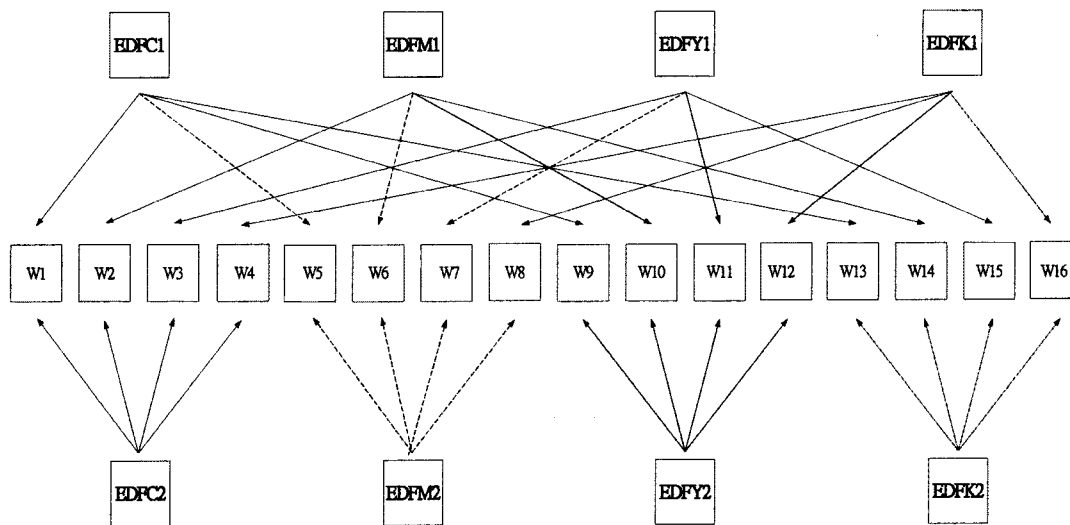 EDFC1 EDFM1 EDFY1 EDFK1
W1 W2 W3 W4 W5 W6 W7 W8 W9 W10 W11 W12 W13 W14 W15 W16
EDFC2 EDFM2 EDFY2 EDFK2